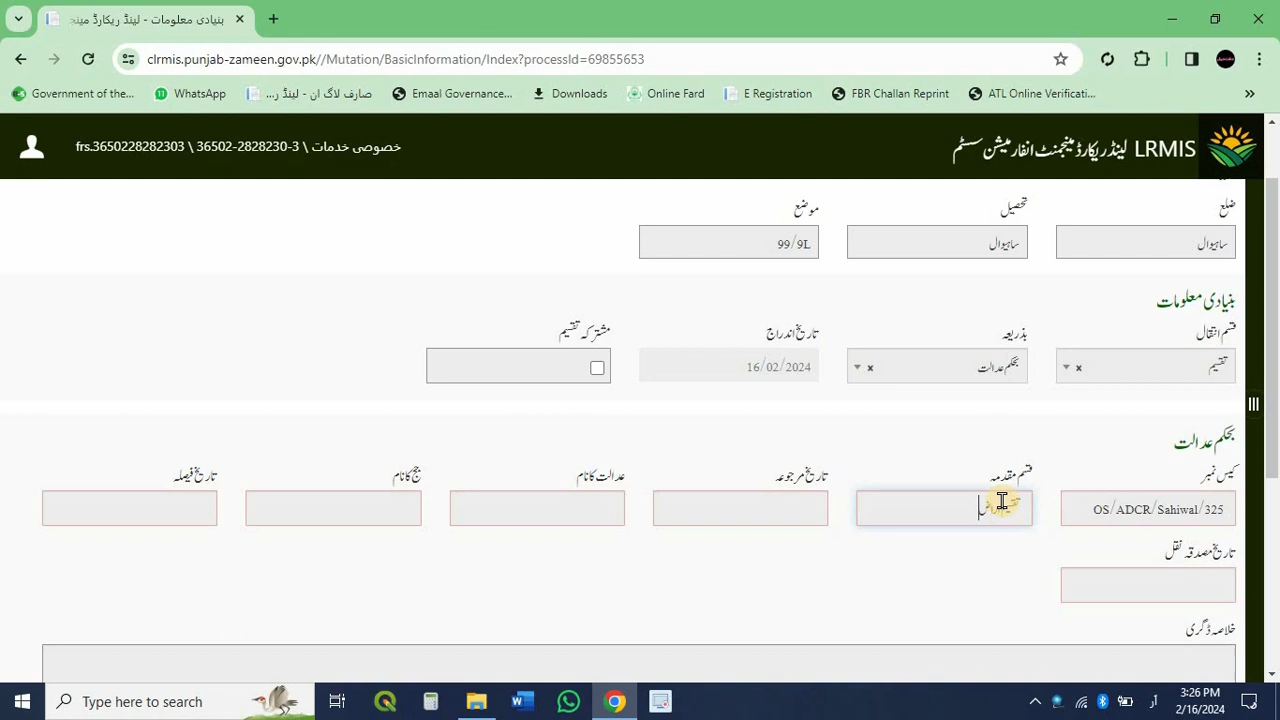 بنیادی معلومات - لینڈ ریکارڈ مینجـ
clrmis.punjab-zameen.gov.pk//Mutation/BasicInformation/Index?processId=69855653
Government of the...
WhatsApp
صارف لاگ ان - لینڈ ر...
Emaal Governance...
Downloads
Online Fard
E Registration
FBR Challan Reprint
ATL Online Verificati...
LRMIS لینڈ ریکارڈ مینجمنٹ انفارمیشن سسٹم
خصوصی خدمات \ frs.3650228282303 \ 36502-2828230-3
ضلع
تحصیل
موضع
ساہیوال
ساہیوال
99/9L
بنیادی معلومات
قسم انتقال
بذریعہ
تاریخ اندراج
مشترکہ تقسیم
تقسیم
بحکم عدالت
16/02/2024
بحکم عدالت
کیس نمبر
قسم مقدمہ
تاریخ مرجوعہ
عدالت کا نام
جج کا نام
تاریخ فیصلہ
OS/ADCR/Sahiwal/325
تاریخ مصدقہ نقل
خلاصہ ڈگری
Type here to search
3:26 PM
2/16/2024